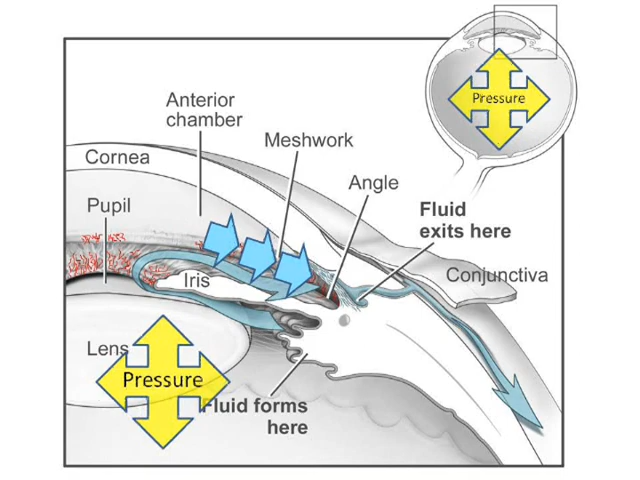 Pressure
Anterior
chamber
Meshwork
Cornea
Angle
Pupil
Fluid
exits here
Conjunctiva
Iris
Lens
Pressure
Fluid forms
here